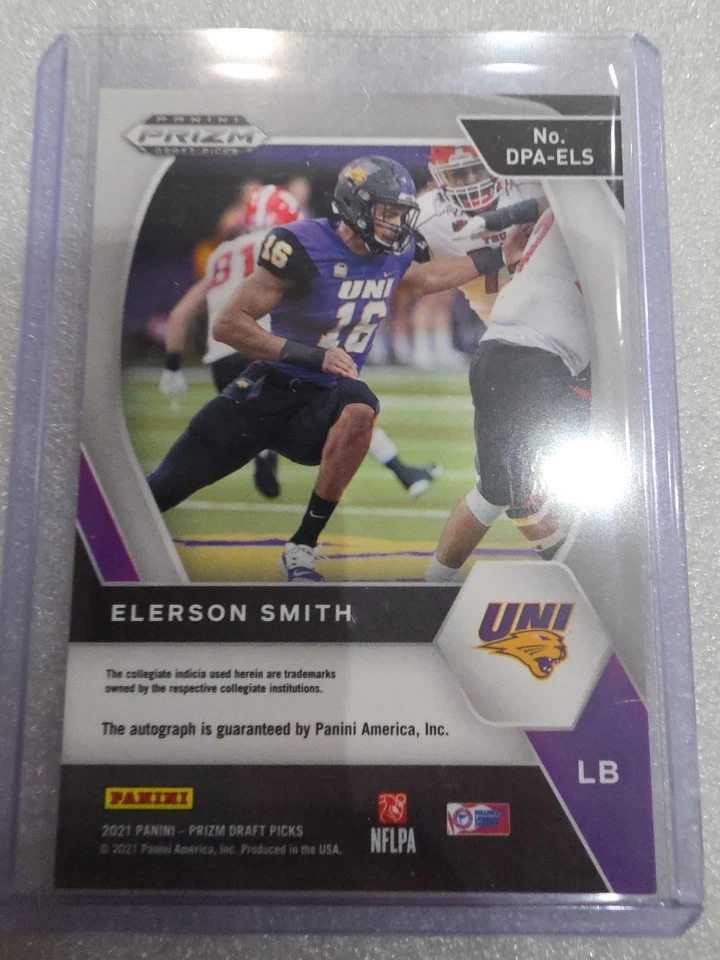 PANINI
PRIZM
DRAFT PICKS
No.
DPA-ELS
81
16
UNI
16
ELERSON SMITH
UNI
The collegiate indicia used herein are trademarks
owned by the respective collegiate institutions.
The autograph is guaranteed by Panini America, Inc.
LB
PANINI
2021 PANINI - PRIZM DRAFT PICKS
© 2021 Panini America, Inc. Produced in the USA.
NFLPA